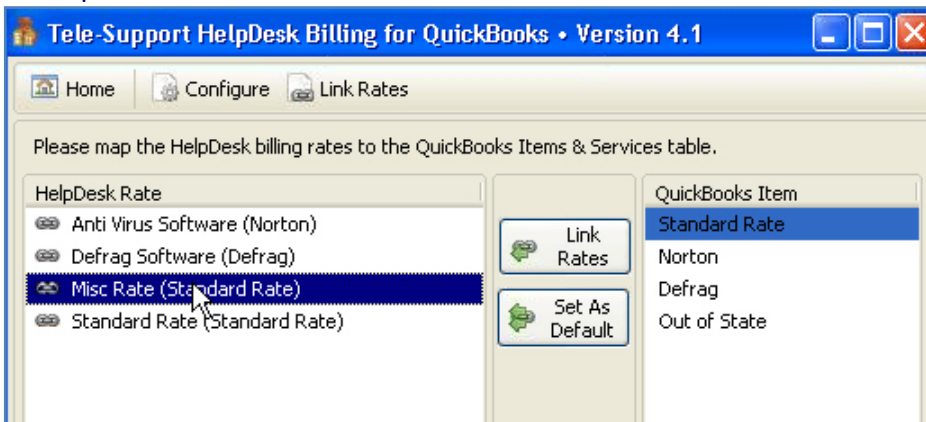 Tele-Support HelpDesk Billing for QuickBooks • Version 4.1
Home Configure Link Rates
Please map the HelpDesk billing rates to the QuickBooks Items & Services table.
HelpDesk Rate
Anti Virus Software (Norton)
Defrag Software (Defrag)
Misc Rate (Standard Rate)
Standard Rate (Standard Rate)
Link
Rates
Set As
Default
QuickBooks Item
Standard Rate
Norton
Defrag
Out of State